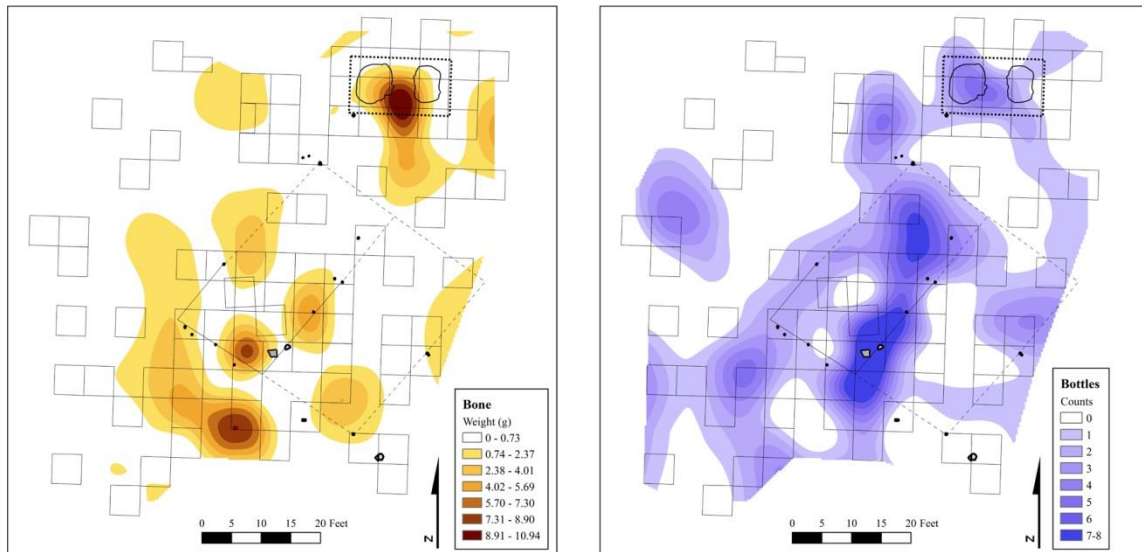 Bone
Weight (g)
0 - 0.73
0.74 - 2.37
2.38 - 4.01
4.02 - 5.69
5.70 - 7.30
7.31 - 8.90
8.91 - 10.94
0 5 10 15 20 Feet
N
Bottles
Counts
0
1
2
3
4
5
6
7-8
0 5 10 15 20 Feet
N